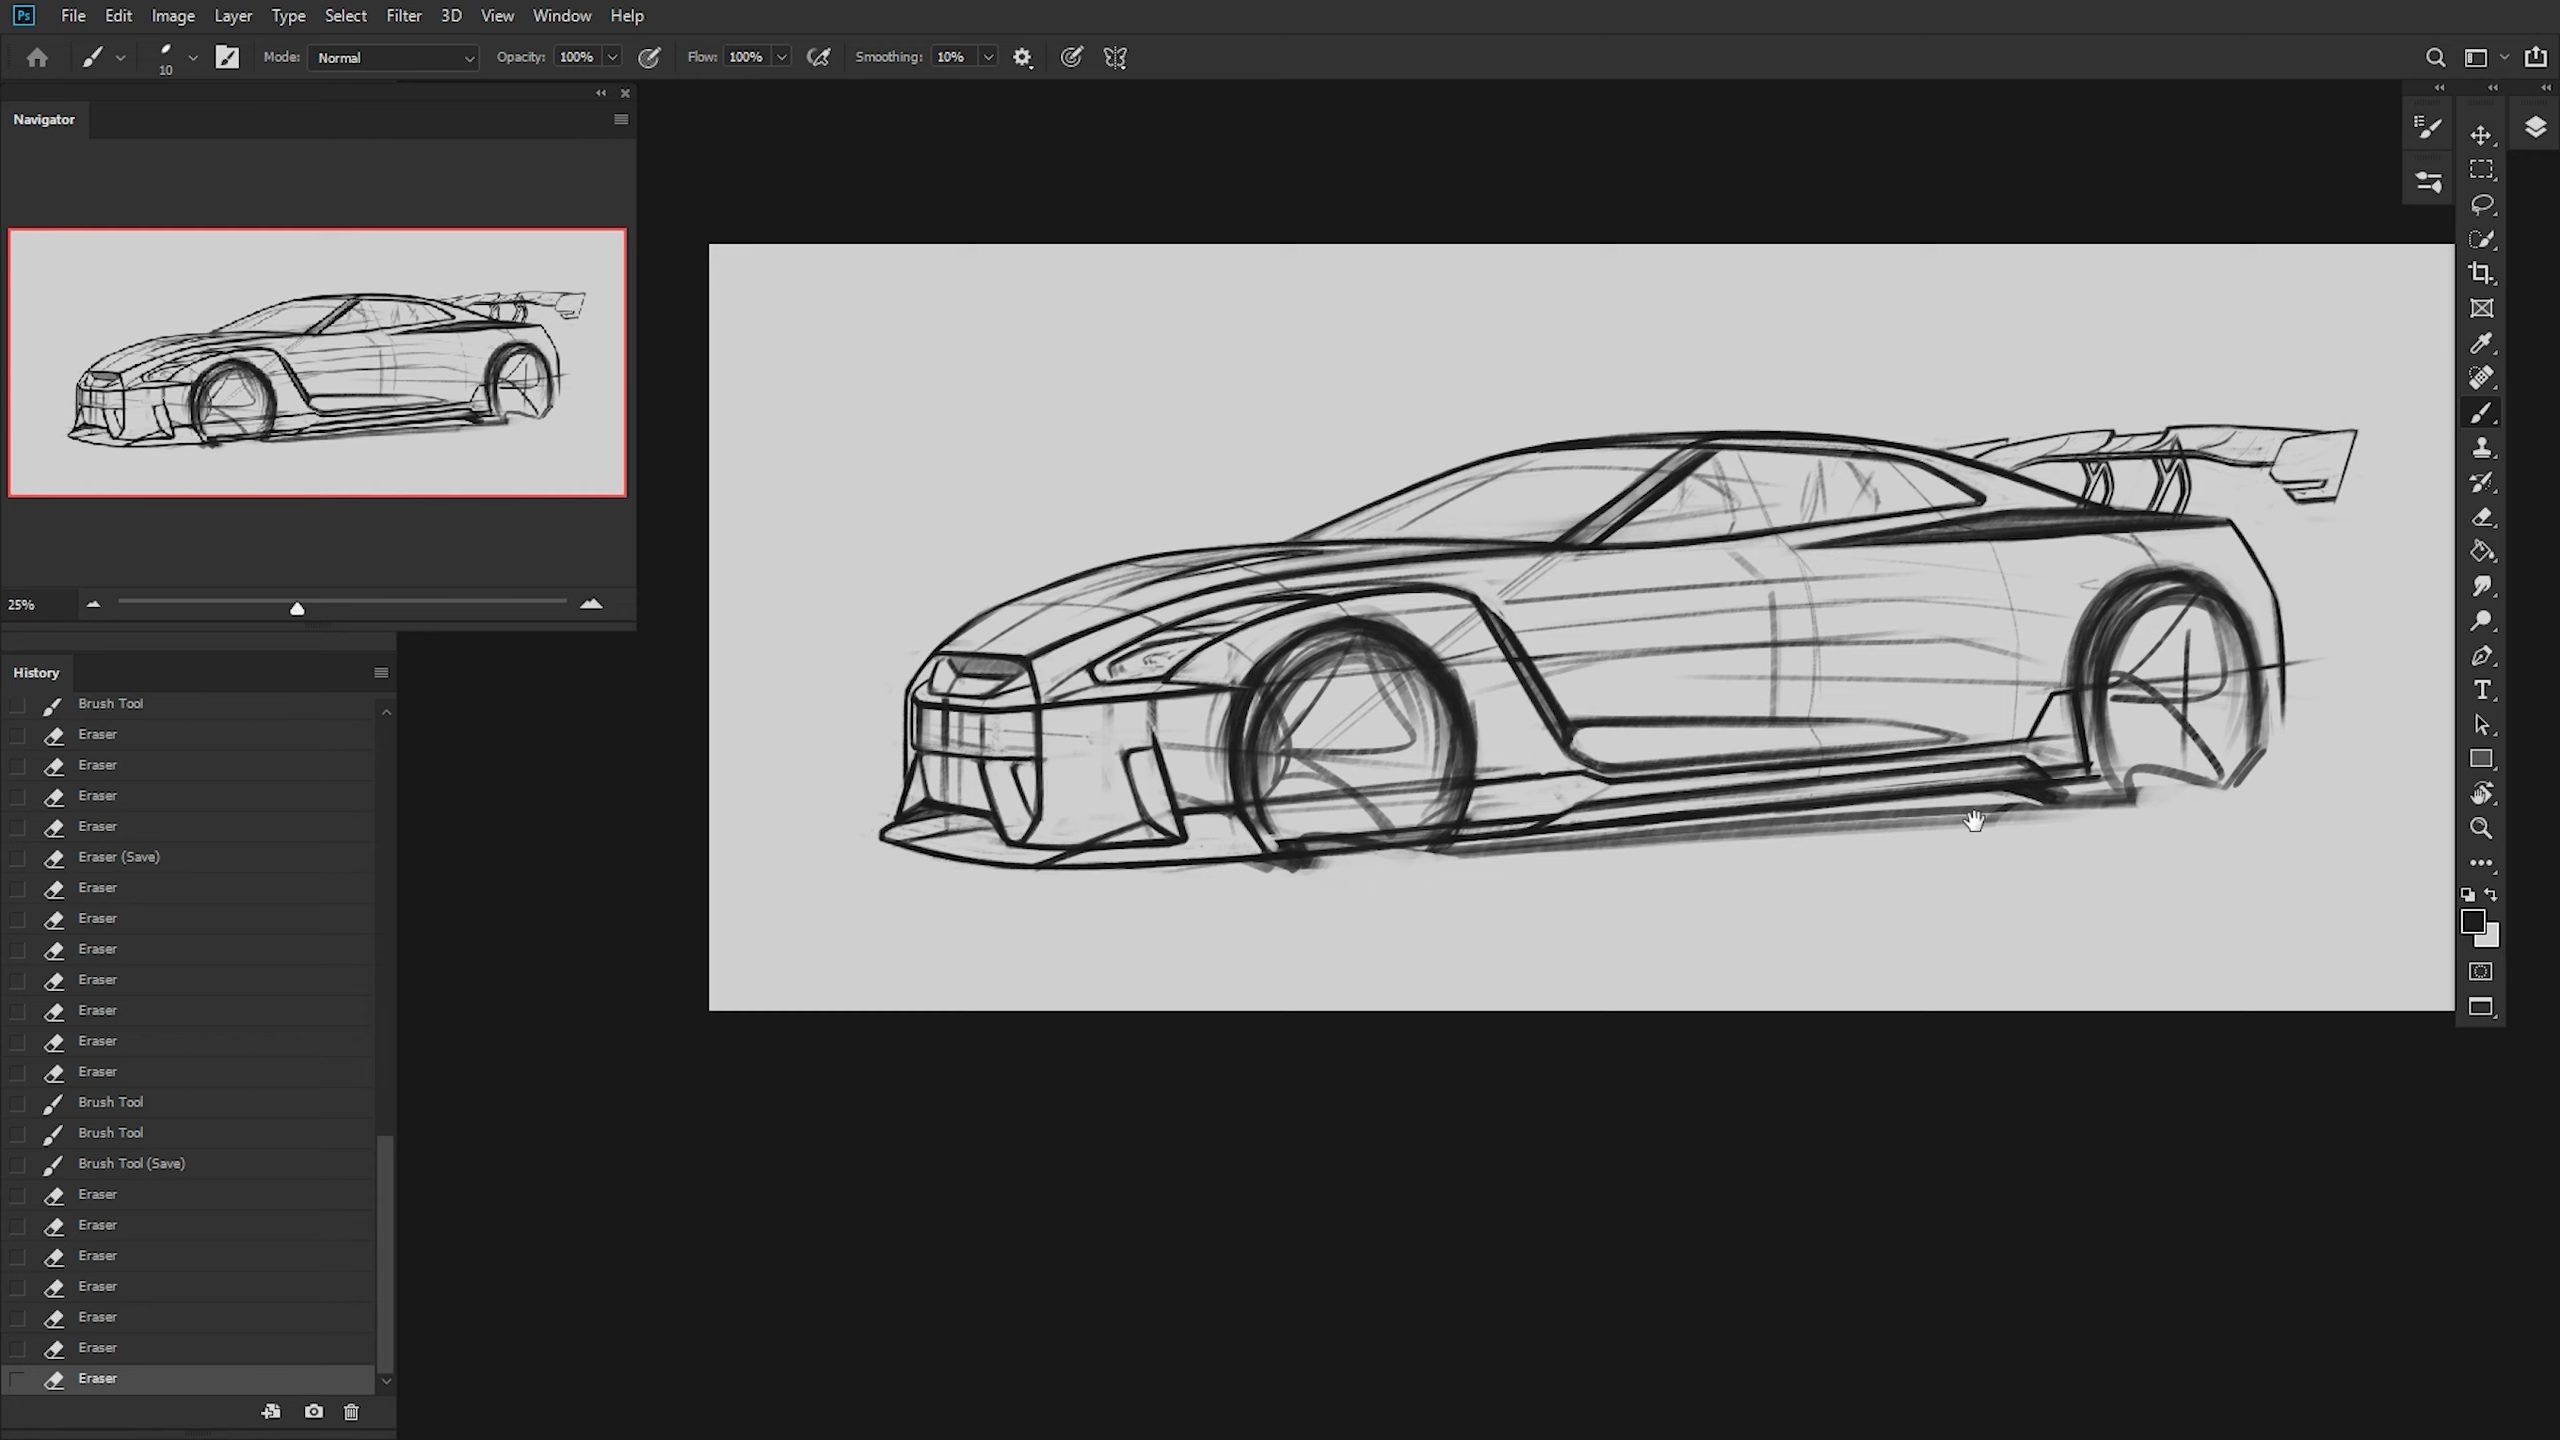 Ps File Edit Image Layer Type Select Filter 3D View Window Help
10 Mode: Normal Opacity: 100% Flow: 100% Smoothing: 10%
Navigator
25%
History
Brush Tool
Eraser
Eraser
Eraser
Eraser
Eraser (Save)
Eraser
Eraser
Eraser
Eraser
Eraser
Eraser
Eraser
Brush Tool
Brush Tool
Brush Tool (Save)
Eraser
Eraser
Eraser
Eraser
Eraser
Eraser
Eraser